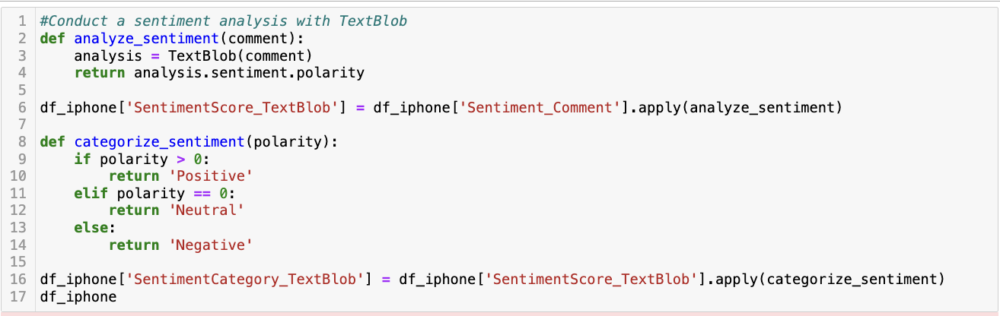 1 #Conduct a sentiment analysis with TextBlob
2 def analyze_sentiment(comment):
3     analysis = TextBlob(comment)
4     return analysis.sentiment.polarity
5
6 df_iphone['SentimentScore_TextBlob'] = df_iphone['Sentiment_Comment'].apply(analyze_sentiment)
7
8 def categorize_sentiment(polarity):
9     if polarity > 0:
10         return 'Positive'
11     elif polarity == 0:
12         return 'Neutral'
13     else:
14         return 'Negative'
15
16 df_iphone['SentimentCategory_TextBlob'] = df_iphone['SentimentScore_TextBlob'].apply(categorize_sentiment)
17 df_iphone